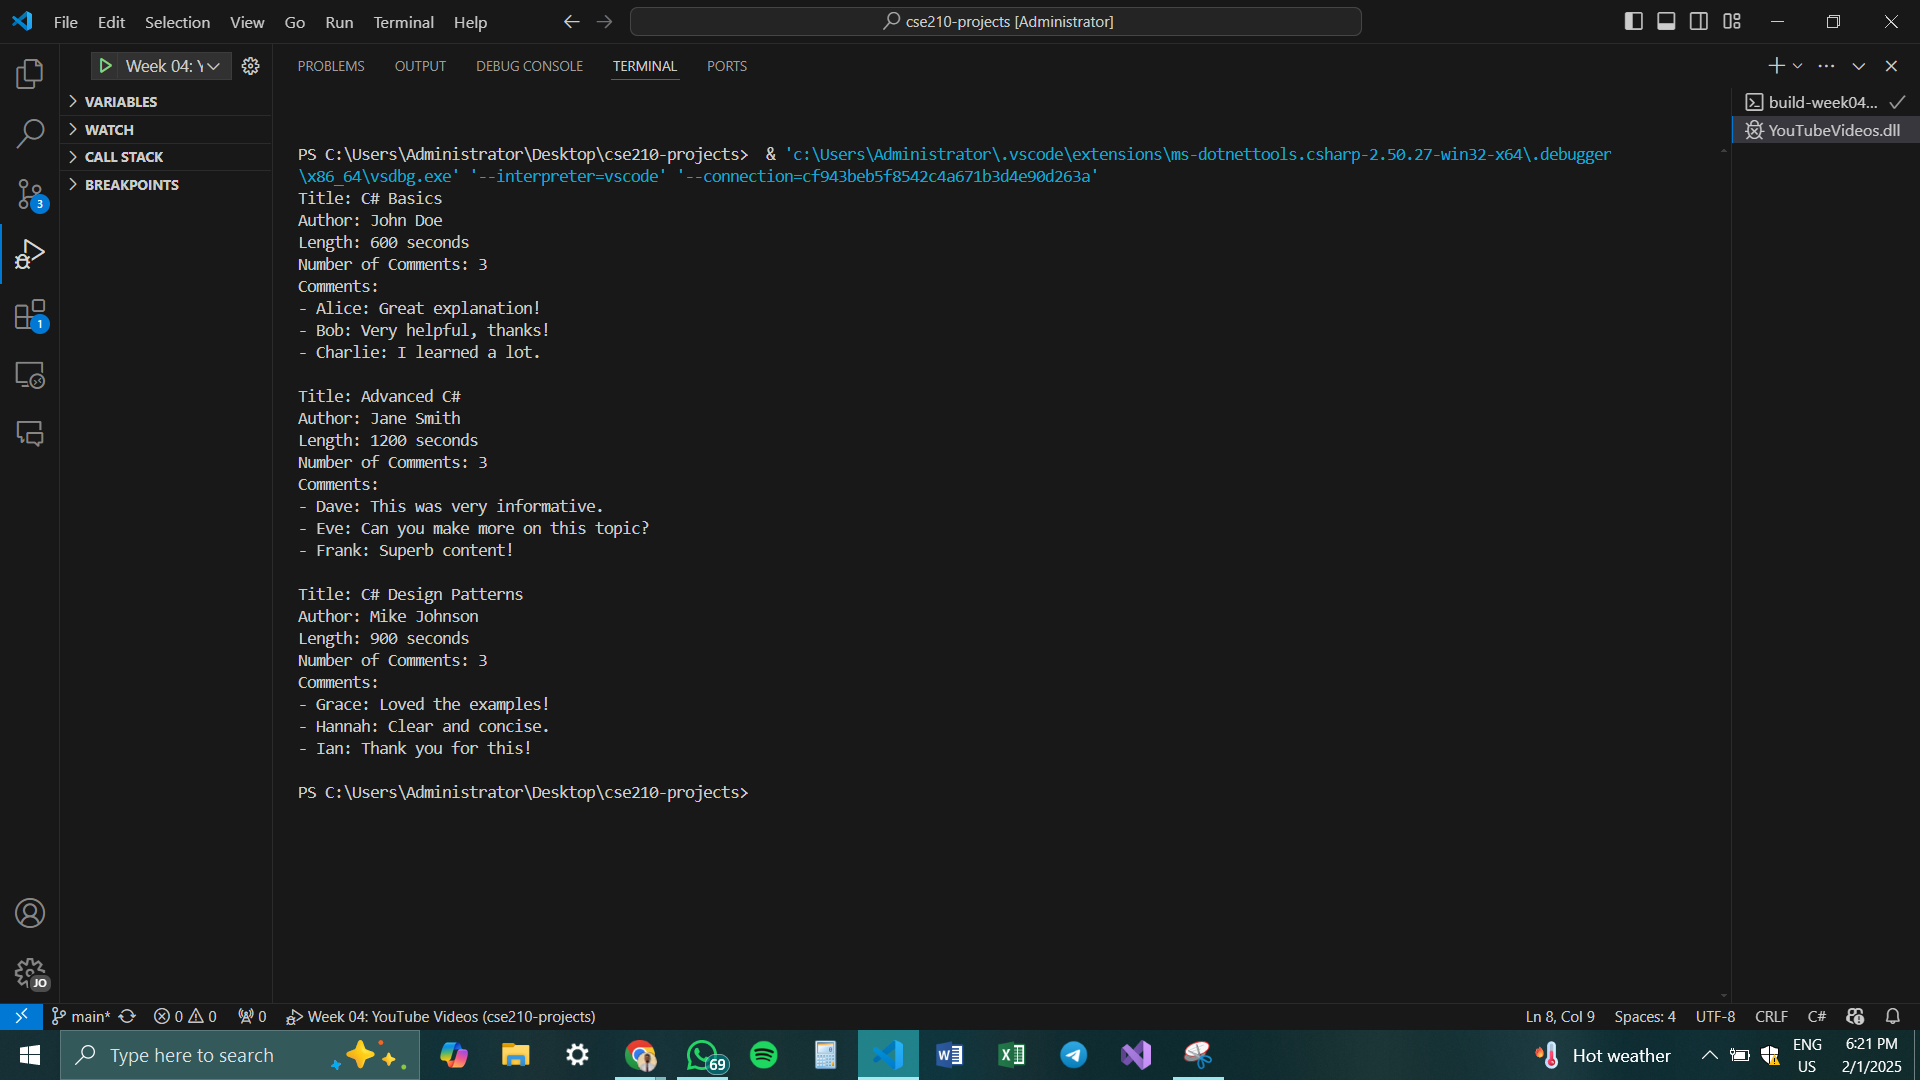 File Edit Selection View Go Run Terminal Help
cse210-projects [Administrator]
Week 04: Y
PROBLEMS OUTPUT DEBUG CONSOLE TERMINAL PORTS
VARIABLES
WATCH
CALL STACK
BREAKPOINTS
3
1
JO
build-week04...
YouTubeVideos.dll
PS C:\Users\Administrator\Desktop\cse210-projects>  & 'c:\Users\Administrator\.vscode\extensions\ms-dotnettools.csharp-2.50.27-win32-x64\.debugger
\x86_64\vsdbg.exe' '--interpreter=vscode' '--connection=cf943beb5f8542c4a671b3d4e90d263a'
Title: C# Basics
Author: John Doe
Length: 600 seconds
Number of Comments: 3
Comments:
- Alice: Great explanation!
- Bob: Very helpful, thanks!
- Charlie: I learned a lot.
Title: Advanced C#
Author: Jane Smith
Length: 1200 seconds
Number of Comments: 3
Comments:
- Dave: This was very informative.
- Eve: Can you make more on this topic?
- Frank: Superb content!
Title: C# Design Patterns
Author: Mike Johnson
Length: 900 seconds
Number of Comments: 3
Comments:
- Grace: Loved the examples!
- Hannah: Clear and concise.
- Ian: Thank you for this!
PS C:\Users\Administrator\Desktop\cse210-projects>
main* 0 0 0 Week 04: YouTube Videos (cse210-projects)
Ln 8, Col 9 Spaces: 4 UTF-8 CRLF C#
Type here to search
69
Hot weather
ENG
US
6:21 PM
2/1/2025